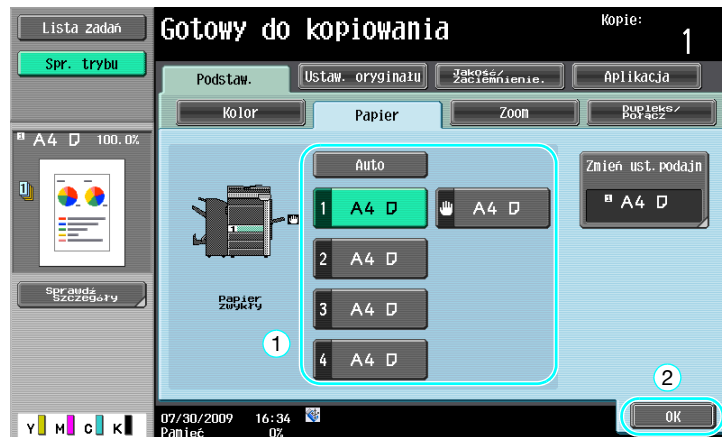 Lista zadań
Gotowy do kopiowania
Kopie:
1
Spr. trybu
Podstaw.
Ustaw. oryginału
Jakość/
zaciemnienie.
Aplikacja
Kolor
Papier
Zoom
Dupleks/
Połącz
A4 100.0%
Auto
Zmień ust.podajn
A4
1 A4
A4
2 A4
Papier
zwykły
3 A4
4 A4
Sprawdź
Szczegóły
1
2
OK
Y M C K
07/30/2009 16:34
Pamięć 0%